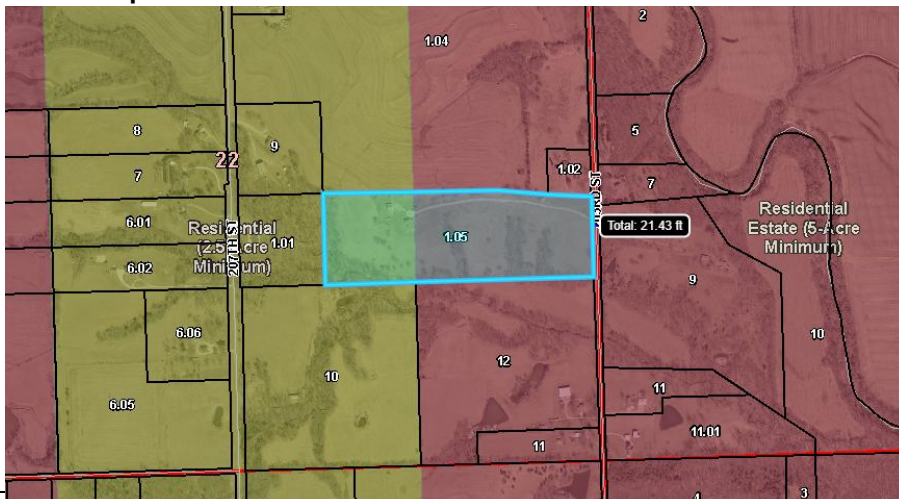 2
1.04
8
9
5
22
7
1.02
7
6.01
Residential
(2.5-Acre
Minimum)
207TH ST
1.01
1.05
ST
Total: 21.43 ft
Residential
Estate (5-Acre
Minimum)
6.02
9
6.06
12
10
10
6.05
11
11
11.01
4
3